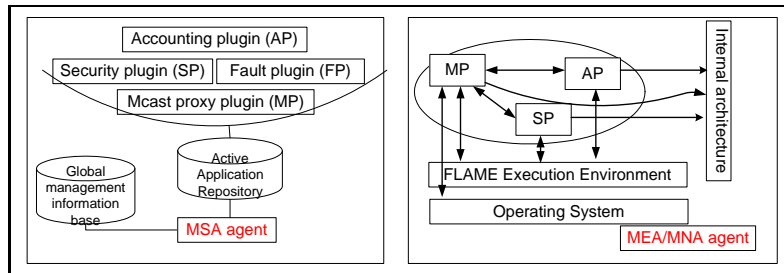 Accounting plugin (AP)
Security plugin (SP)
Fault plugin (FP)
Mcast proxy plugin (MP)
Global
management
information
base
Active
Application
Repository
MSA agent
MP
AP
SP
Internal architecture
FLAME Execution Environment
Operating System
MEA/MNA agent